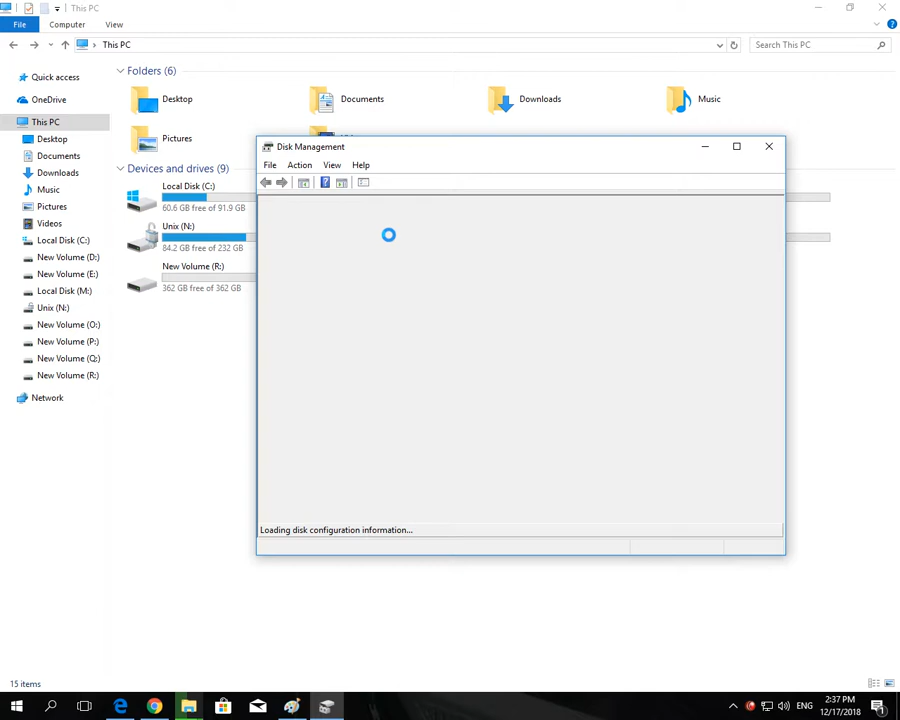 This PC
File
Computer
View
This PC
Search This PC
Quick access
OneDrive
This PC
Desktop
Documents
Downloads
Music
Pictures
Videos
Local Disk (C:)
New Volume (D:)
New Volume (E:)
Local Disk (M:)
Unix (N:)
New Volume (O:)
New Volume (P:)
New Volume (Q:)
New Volume (R:)
Network
Folders (6)
Desktop
Documents
Downloads
Music
Pictures
Devices and drives (9)
Local Disk (C:)
60.6 GB free of 91.9 GB
Unix (N:)
84.2 GB free of 232 GB
New Volume (R:)
362 GB free of 362 GB
Disk Management
File
Action
View
Help
Loading disk configuration information...
15 items
ENG
2:37 PM
12/17/2018
1